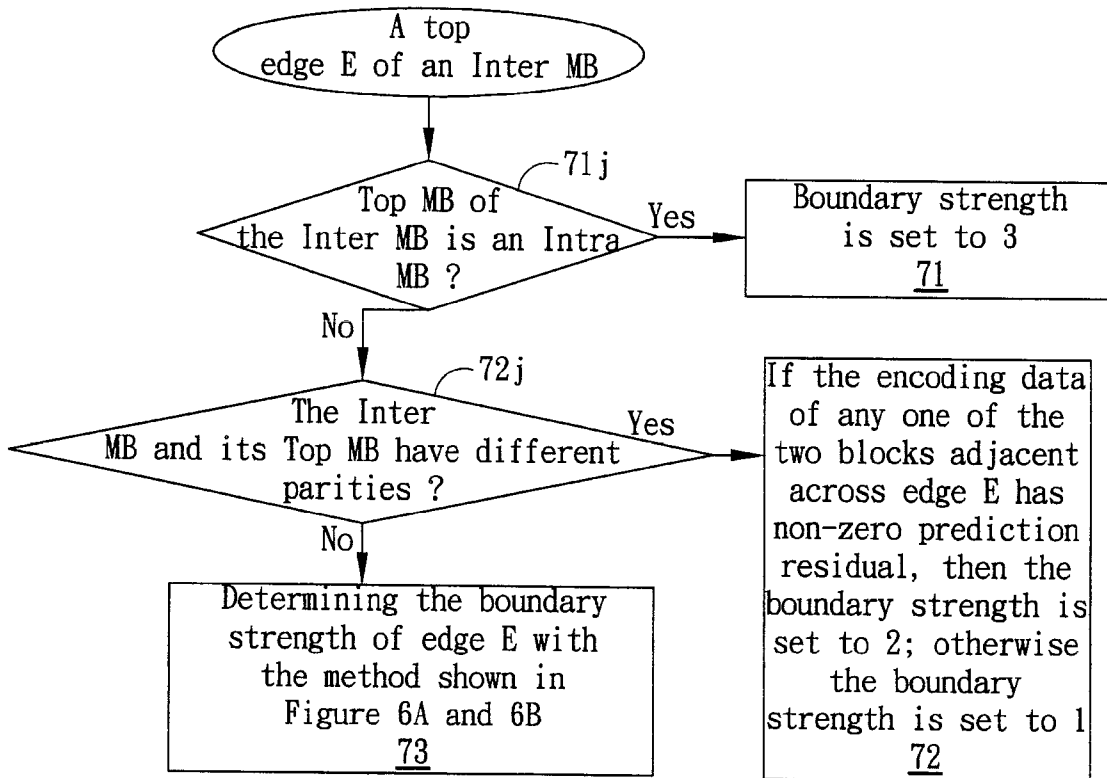 A top
edge E of an Inter MB
71j
Top MB of
the Inter MB is an Intra
MB ?
Yes
Boundary strength
is set to 3
71
No
72j
The Inter
MB and its Top MB have different
parities ?
Yes
If the encoding data
of any one of the
two blocks adjacent
across edge E has
non-zero prediction
residual, then the
boundary strength is
set to 2; otherwise
the boundary
strength is set to 1
72
No
Determining the boundary
strength of edge E with
the method shown in
Figure 6A and 6B
73